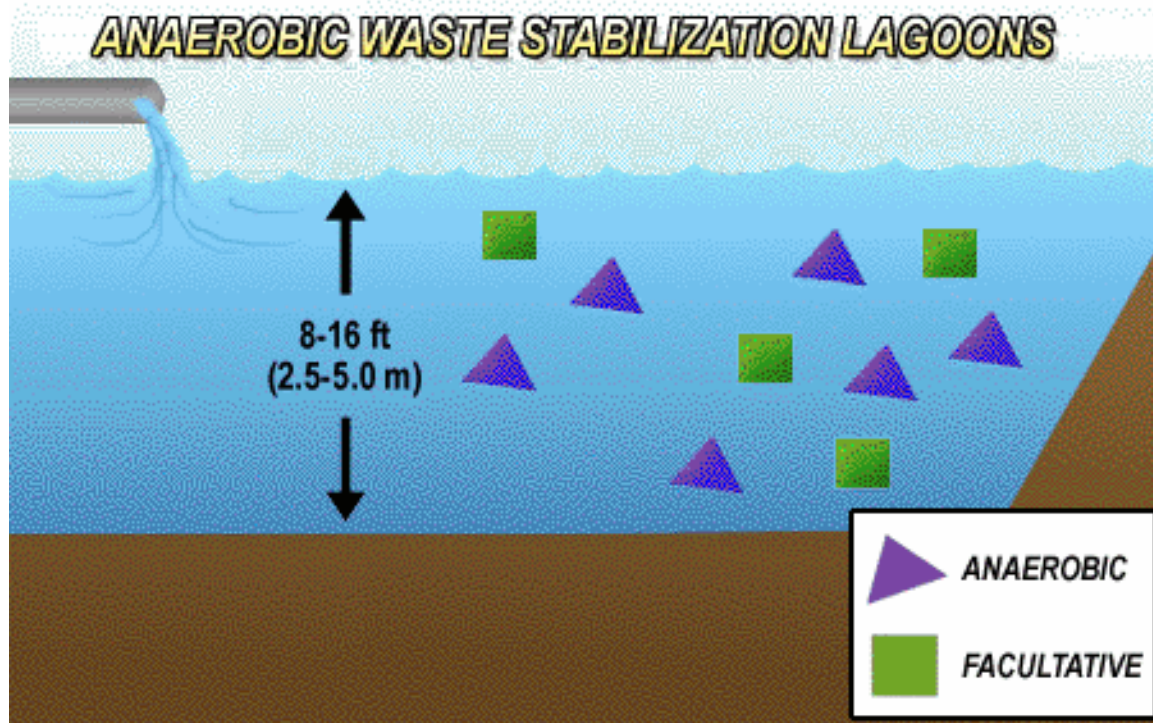 ANAEROBIC WASTE STABILIZATION LAGOONS
8-16 ft
(2.5-5.0 m)
ANAEROBIC
FACULTATIVE